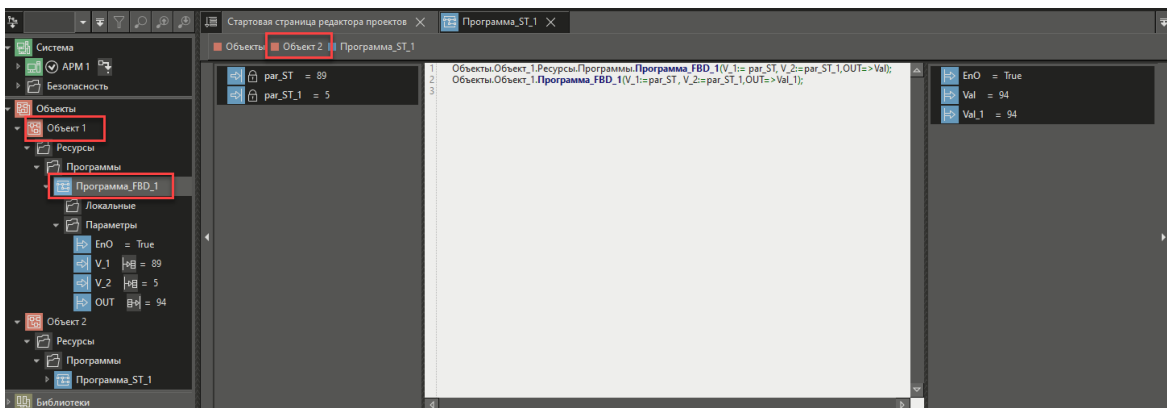 Стартовая страница редактора проектов
Программа_ST_1
Система
АРМ 1
Безопасность
Объекты
Объект 1
Ресурсы
Программы
Программа_FBD_1
Локальные
Параметры
EnO = True
V_1 = 89
V_2 = 5
OUT = 94
Объект 2
Ресурсы
Программы
Программа_ST_1
Библиотеки
Объекты Объект 2 Программа_ST_1
par_ST = 89
par_ST_1 = 5
1 Объекты.Объект_1.Ресурсы.Программы.Программа_FBD_1(V_1:= par_ST, V_2:=par_ST_1,OUT=>Val);
2 Объекты.Объект_1.Программа_FBD_1(V_1:=par_ST, V_2:=par_ST_1,OUT=>Val_1);
3
EnO = True
Val = 94
Val_1 = 94